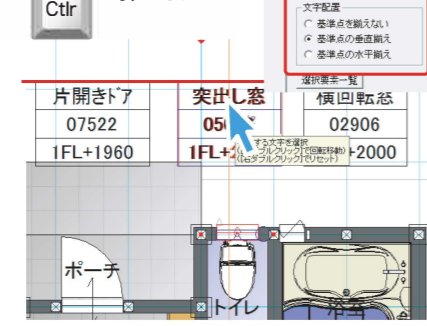 Ctlr
文字配置
基準点を揃えない
基準点の垂直揃え
基準点の水平揃え
選択要素一覧
片開きドア 突出し窓 横回転窓
07522 02906
1FL+1960 1FL+ +2000
する文字を選択
ブルクリック)で回転移動)
(右ダブルクリック)でリセット)
ポーチ
トイレ
浴室